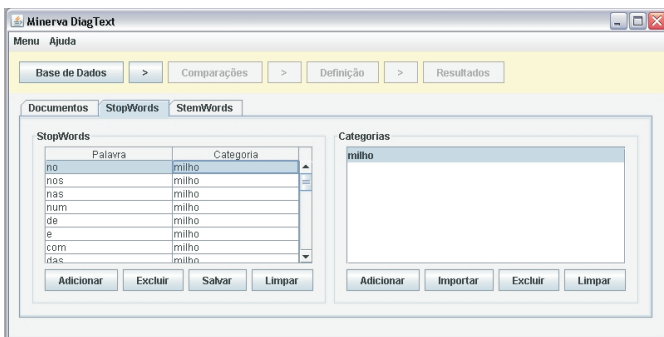 Minerva DiagText
Menu Ajuda
Base de Dados > Comparações > Definição > Resultados
Documentos StopWords StemWords
StopWords
Palavra Categoria
no milho
nos milho
nas milho
num milho
de milho
e milho
com milho
das milho
Adicionar Excluir Salvar Limpar
Categorias
milho
Adicionar Importar Excluir Limpar